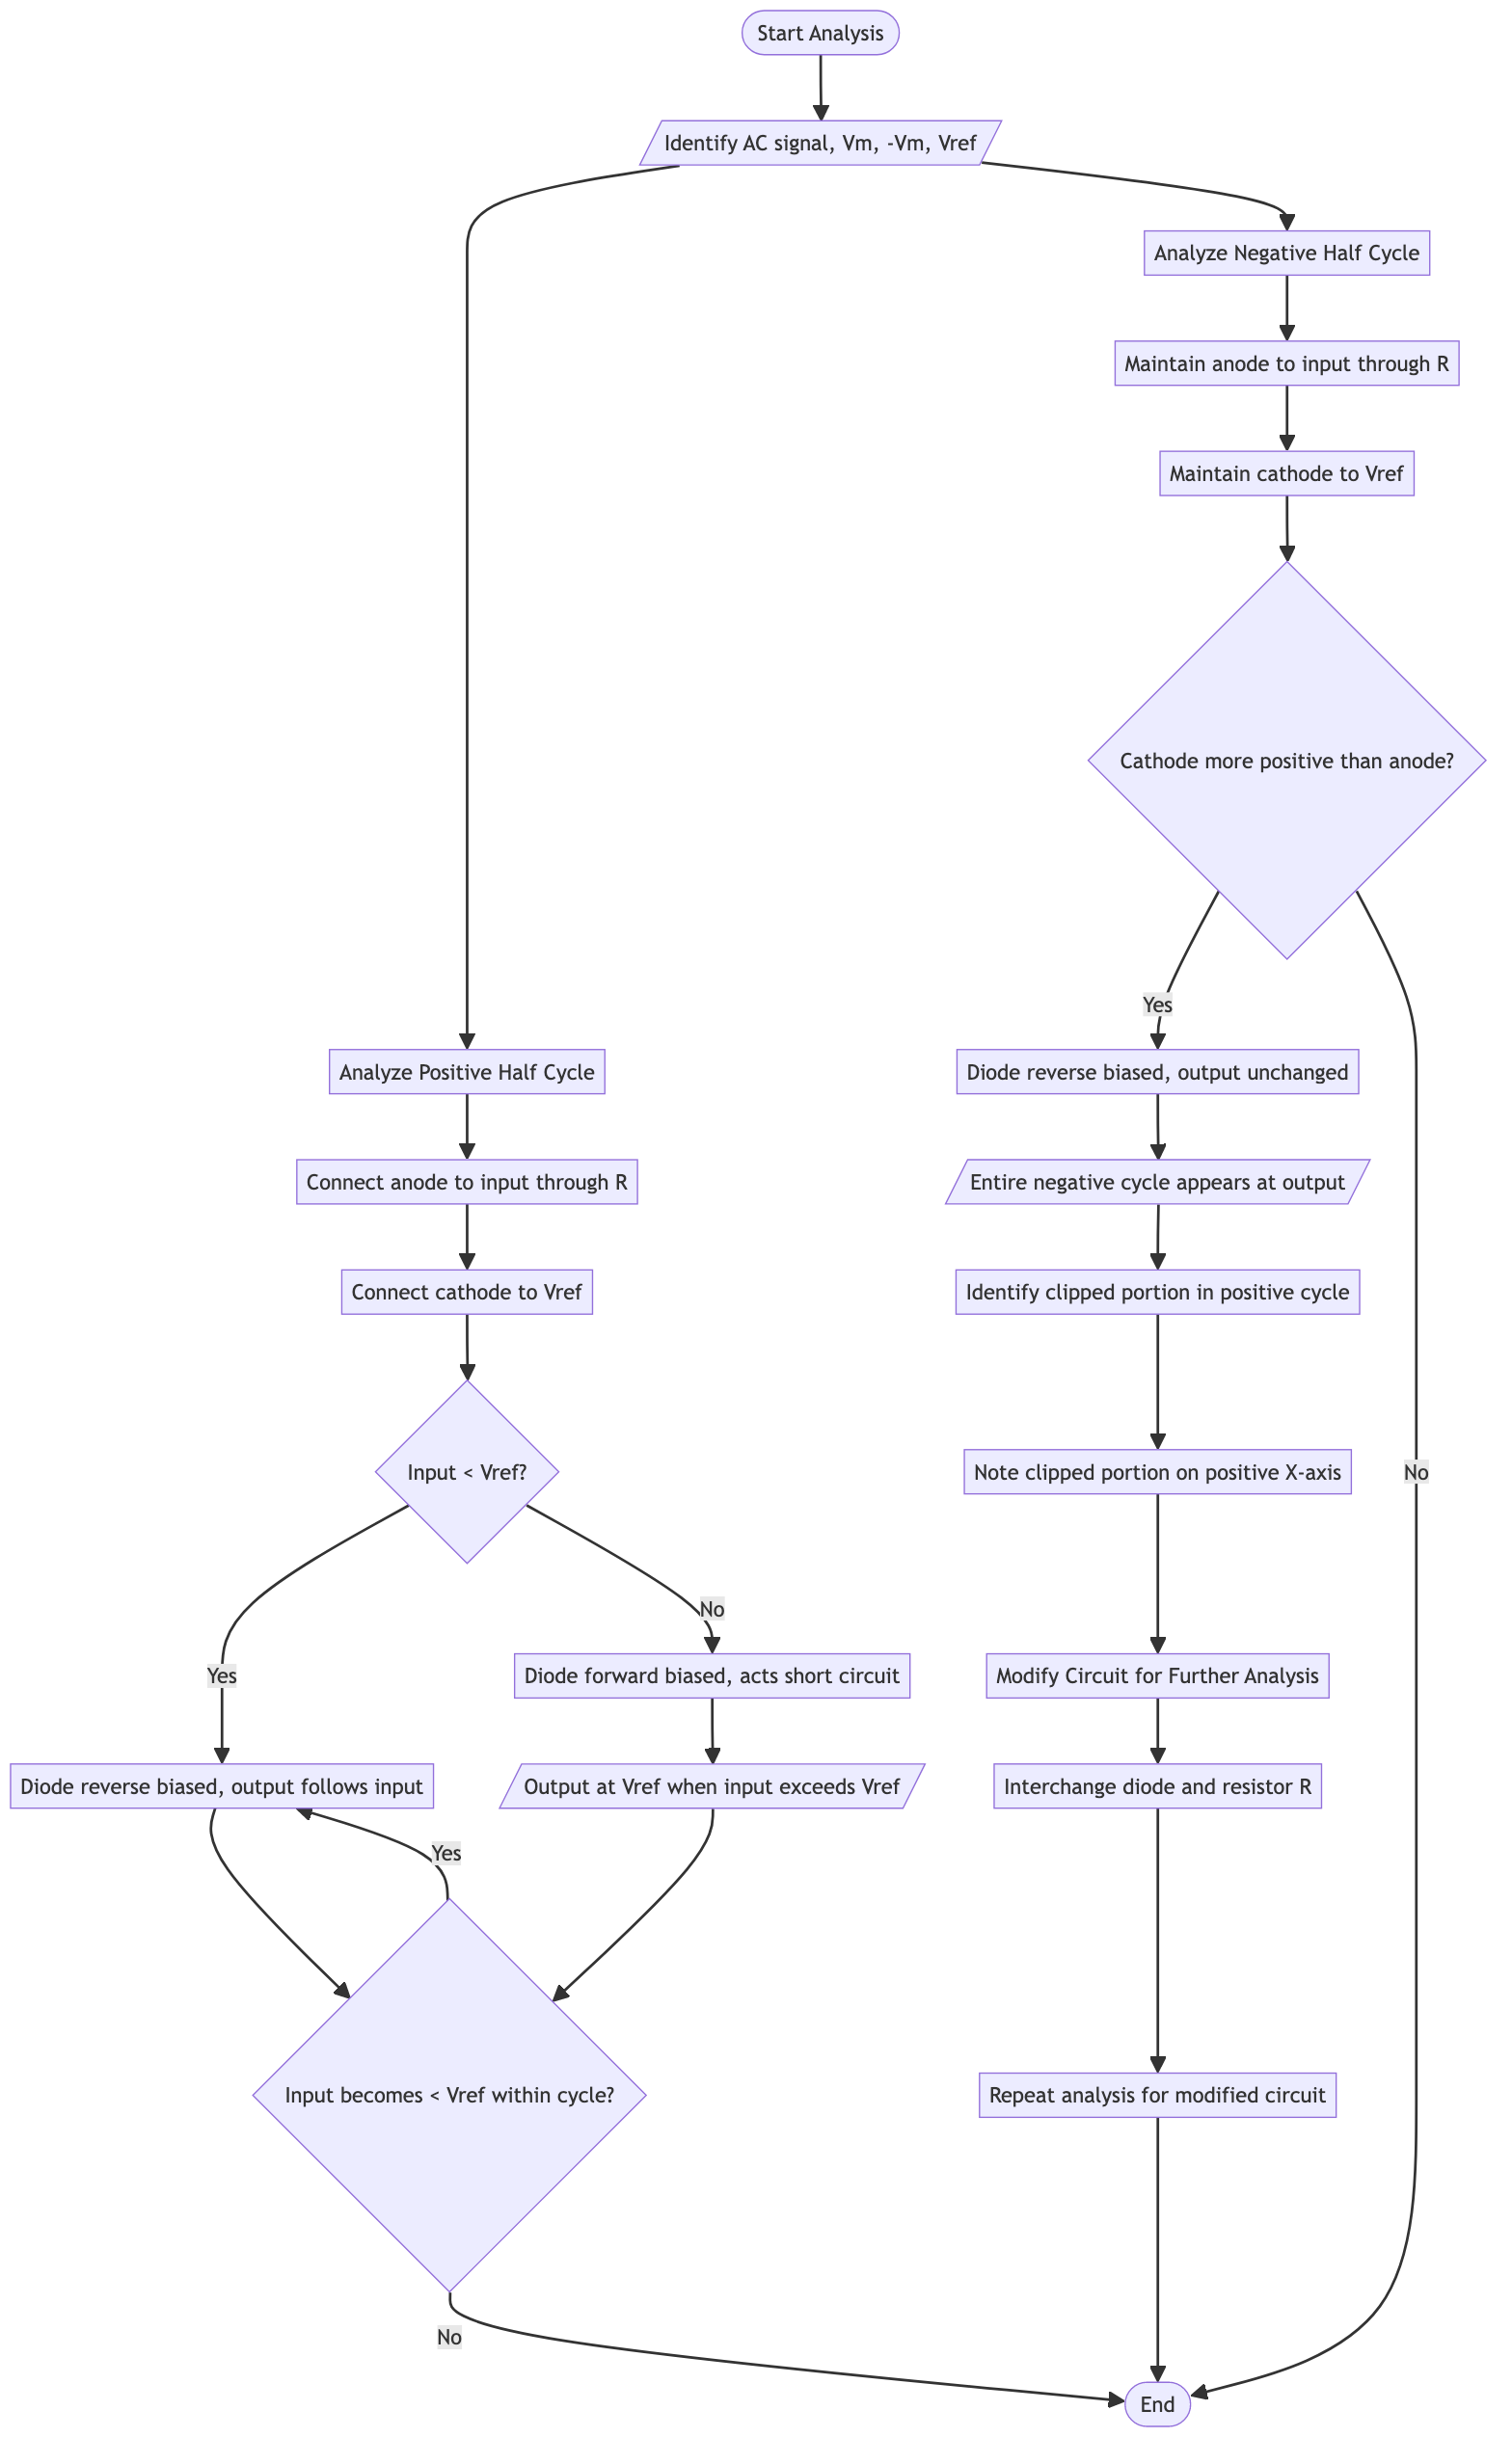 Start Analysis
Identify AC signal, Vm, -Vm, Vref
Analyze Negative Half Cycle
Maintain anode to input through R
Maintain cathode to Vref
Cathode more positive than anode?
Yes
Analyze Positive Half Cycle
Diode reverse biased, output unchanged
Connect anode to input through R
Entire negative cycle appears at output
Connect cathode to Vref
Identify clipped portion in positive cycle
Input < Vref?
Note clipped portion on positive X-axis
No
No
Yes
Diode forward biased, acts short circuit
Modify Circuit for Further Analysis
Diode reverse biased, output follows input
Output at Vref when input exceeds Vref
Interchange diode and resistor R
Yes
Input becomes < Vref within cycle?
Repeat analysis for modified circuit
No
End